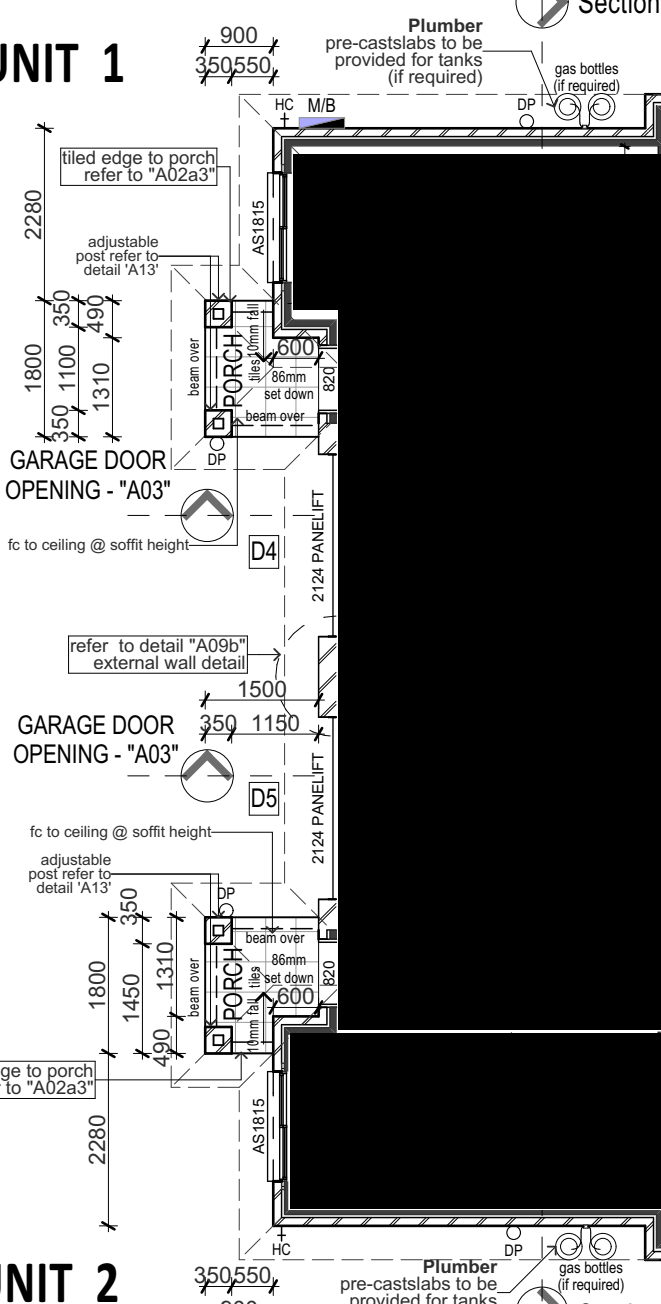 Section
UNIT 1
900
350 550
Plumber
pre-castslabs to be
provided for tanks
(if required)
gas bottles
(if required)
HC
M/B
DP
tiled edge to porch
refer to "A02a3"
2280
AS1815
adjustable
post refer to
detail 'A13'
1800
350
1100
350
490
1310
beam over
PORCH
tiles
10mm fall
600
86mm
set down
820
beam over
DP
GARAGE DOOR
OPENING - "A03"
fc to ceiling @ soffit height
D4
2124 PANELIFT
refer to detail "A09b"
external wall detail
1500
350 1150
GARAGE DOOR
OPENING - "A03"
D5
2124 PANELIFT
fc to ceiling @ soffit height
adjustable
post refer to
detail 'A13'
DP
350
1800
1450
1310
490
beam over
beam over
PORCH
tiles
10mm fall
86mm
set down
600
820
ge to porch
to "A02a3"
2280
AS1815
HC
DP
UNIT 2
350 550
900
Plumber
pre-castslabs to be
provided for tanks
gas bottles
(if required)